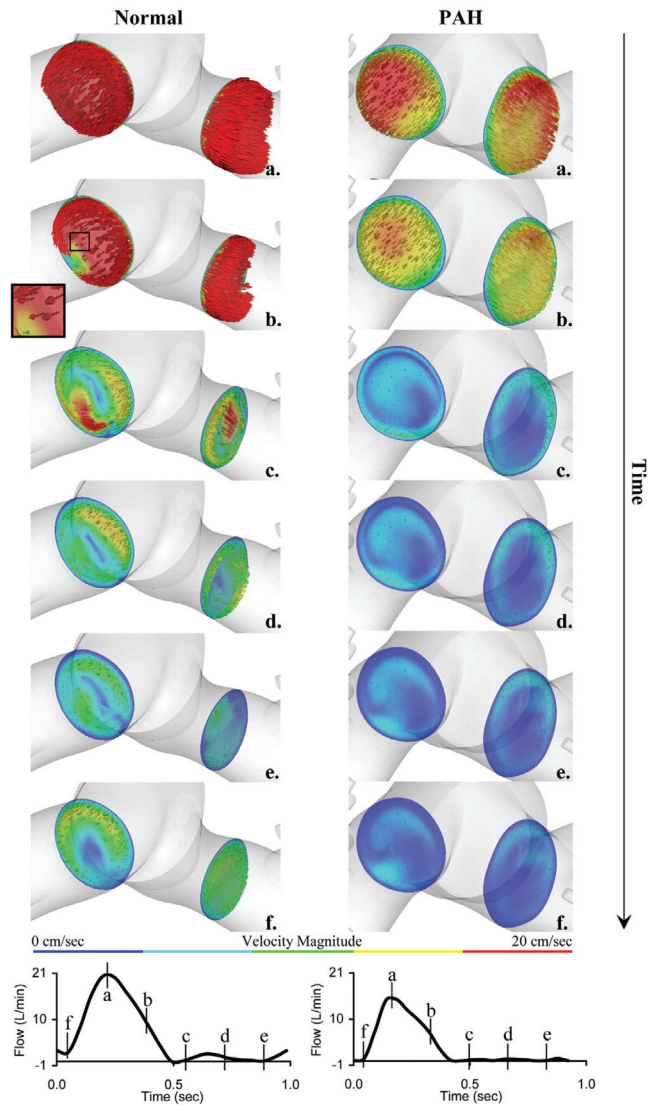 Normal
PAH
a.
a.
b.
b.
c.
c.
d.
d.
e.
e.
f.
f.
Time
0 cm/sec Velocity Magnitude 20 cm/sec
Flow (L/min)
21
10
-1
f
a
b
c
d
e
0.0
0.5
1.0
Time (sec)
Flow (L/min)
21
10
-1
f
a
b
c
d
e
0.0
0.5
1.0
Time (sec)